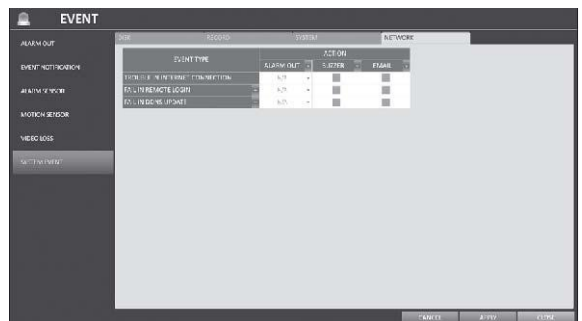 EVENT
ALARM OUT
EVENT NOTIFICATION
ALARM SENSOR
MOTION SENSOR
VIDEO LOSS
SYSTEM EVENT
DISK RECORD SYSTEM NETWORK
EVENT TYPE ACTION
ALARM OUT BUZZER EMAIL
TROUBLE IN INTERNET CONNECTION N/A
FAIL IN REMOTE LOGIN N/A
FAIL IN DDNS UPDATE N/A
CANCEL APPLY CLOSE